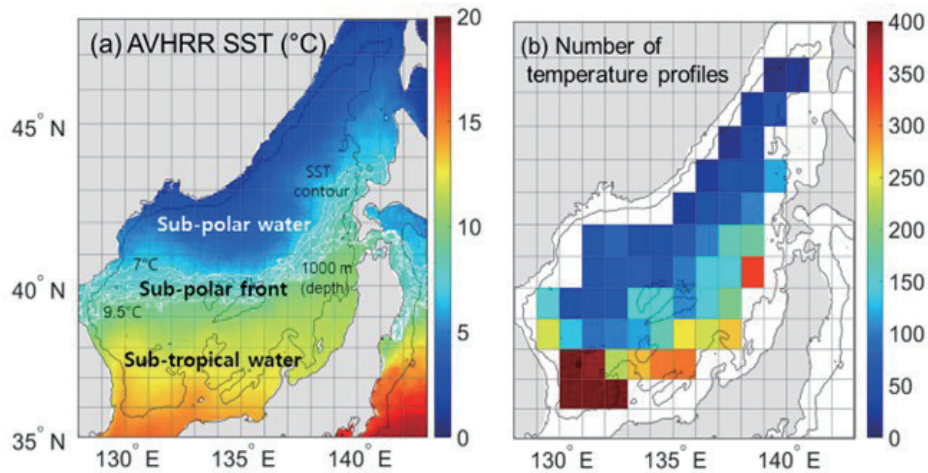 (a) AVHRR SST (°C)
45° N
40° N
35° N
130° E
135° E
140° E
SST
contour
Sub-polar water
7°C
1000 m
(depth)
Sub-polar front
9.5°C
Sub-tropical water
20
15
10
5
0
(b) Number of
temperature profiles
130° E
135° E
140° E
400
350
300
250
200
150
100
50
0